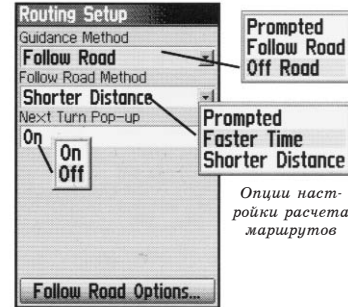 Routing Setup
Guidance Method
Follow Road
Follow Road Method
Shorter Distance
Next Turn Pop-up
On
On
Off
Follow Road Options...
Prompted
Follow Road
Off Road
Prompted
Faster Time
Shorter Distance
Опции наст-
ройки расчета
маршрутов